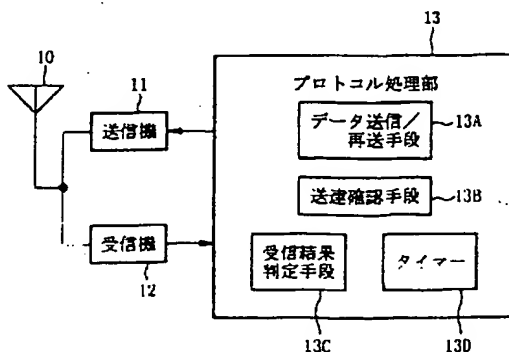 10
11
送信機
受信機
12
13
プロトコル処理部
データ送信/
再送手段
13A
送達確認手段
13B
受信結果
判定手段
13C
タイマー
13D